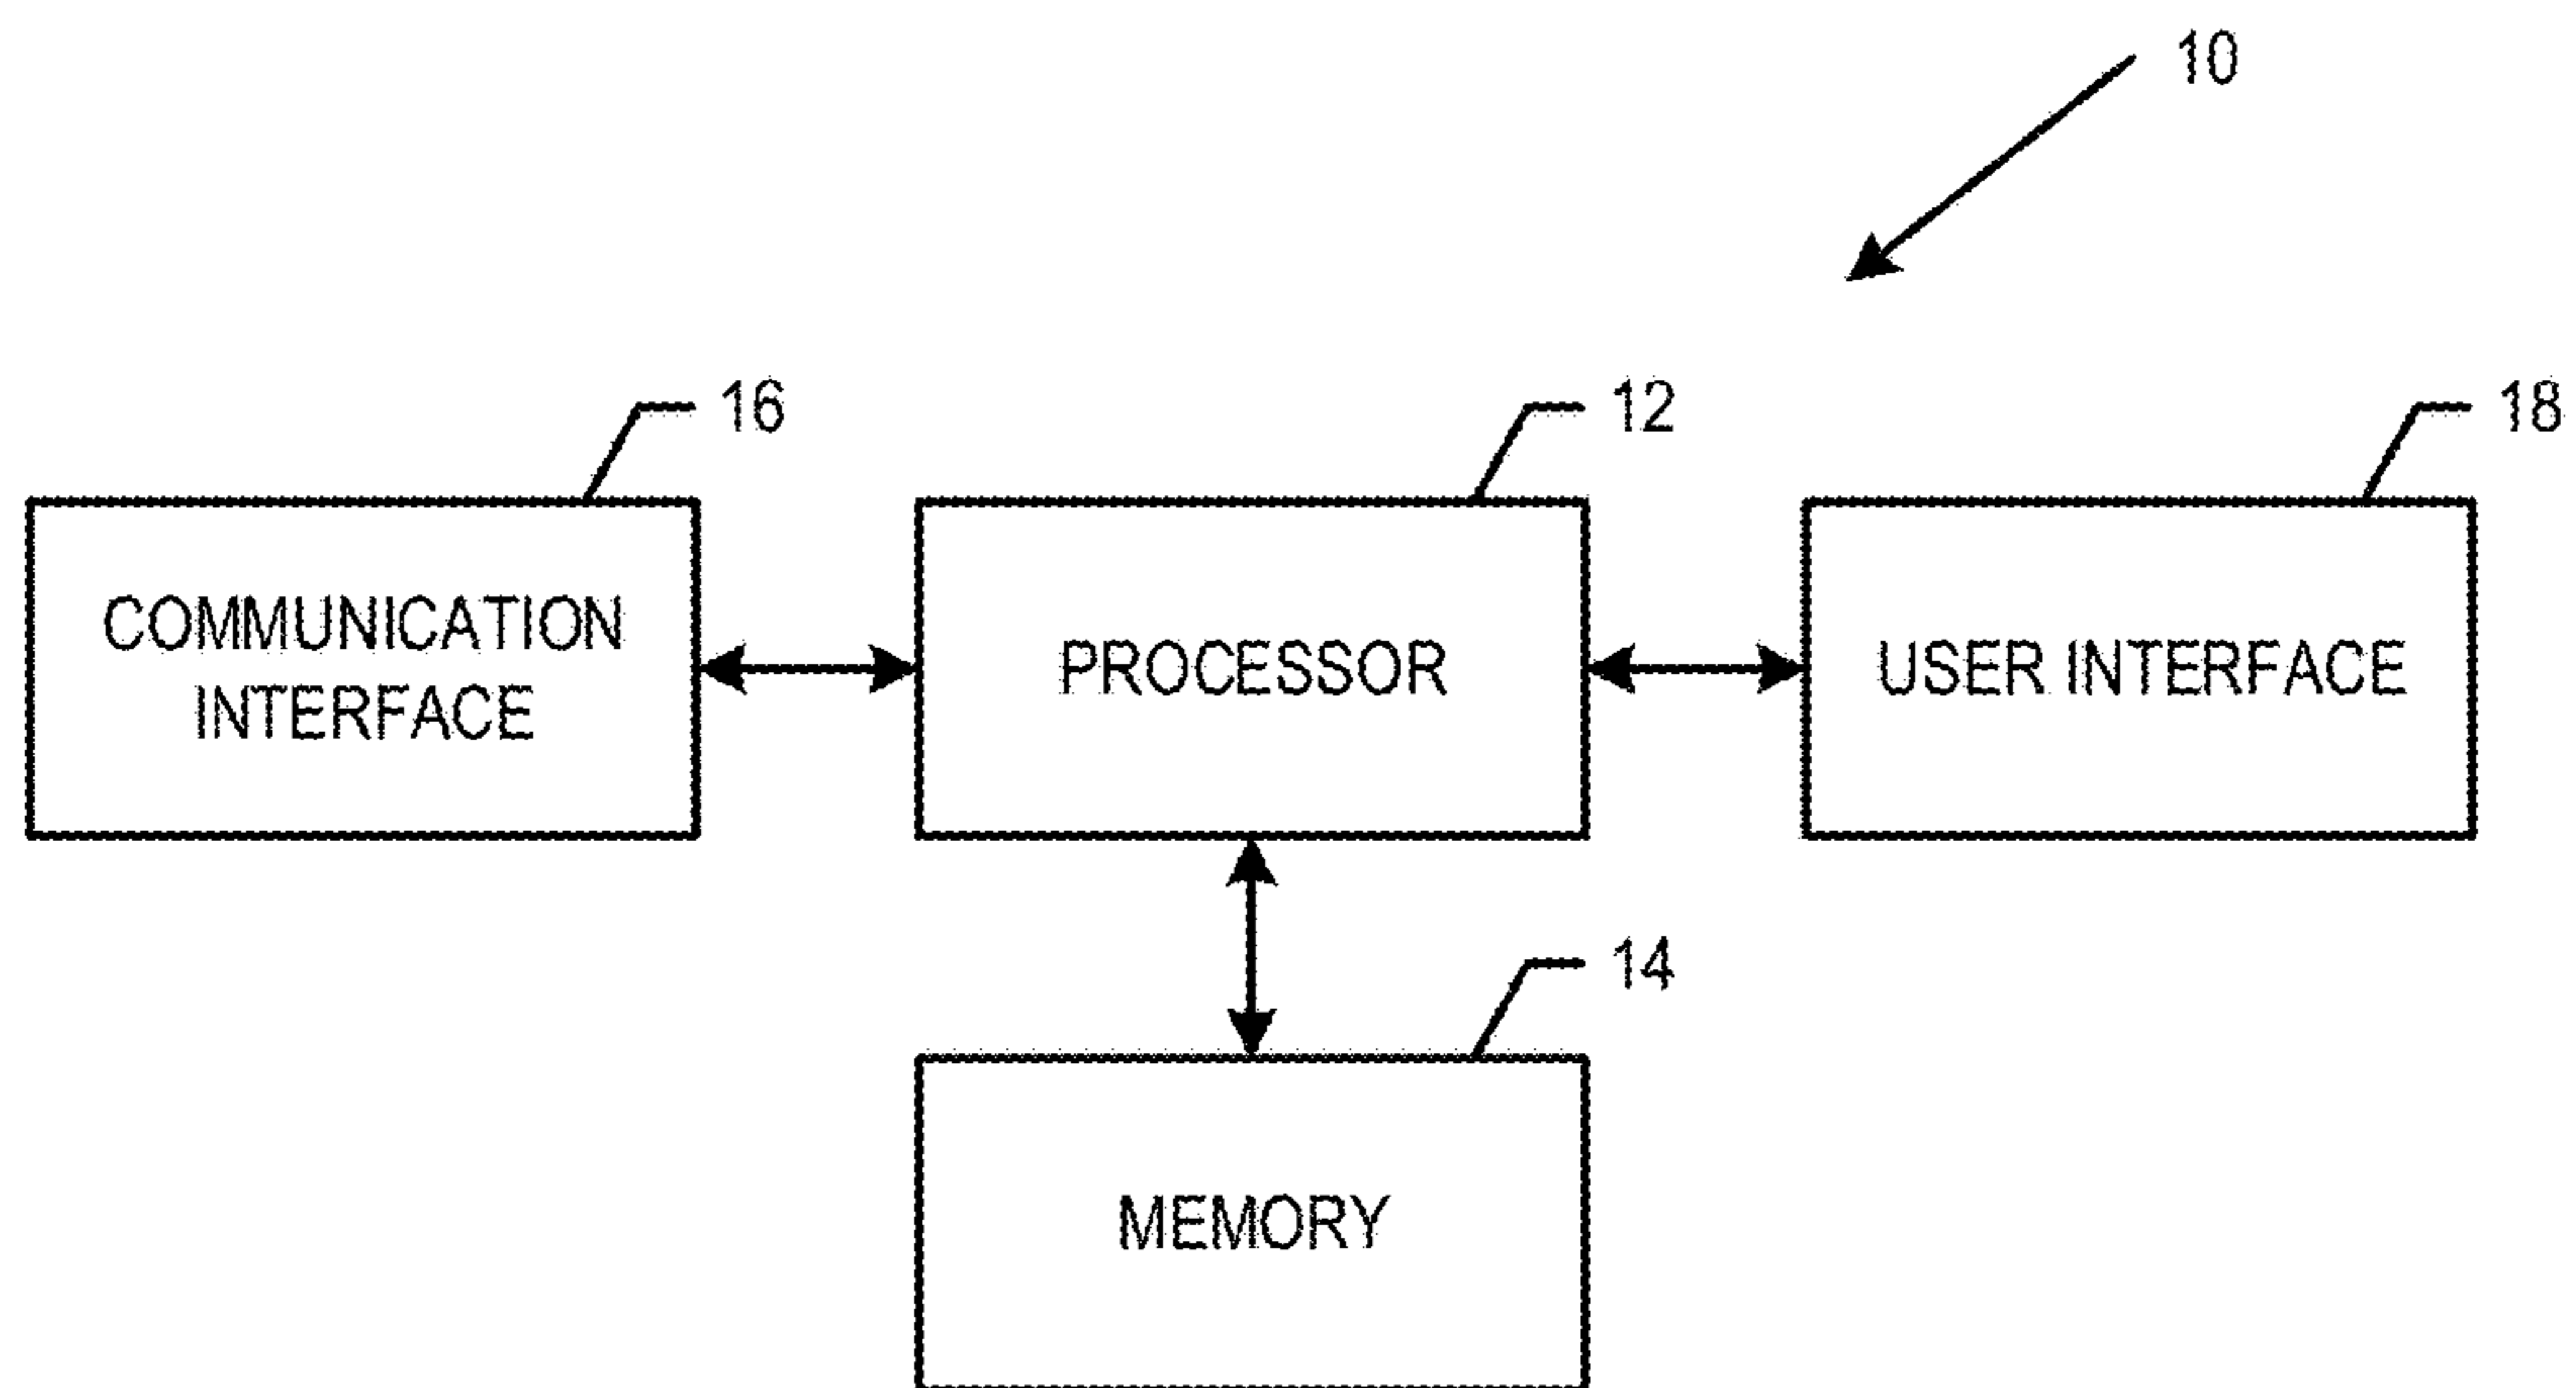 10
16
12
18
COMMUNICATION
INTERFACE
PROCESSOR
USER INTERFACE
14
MEMORY